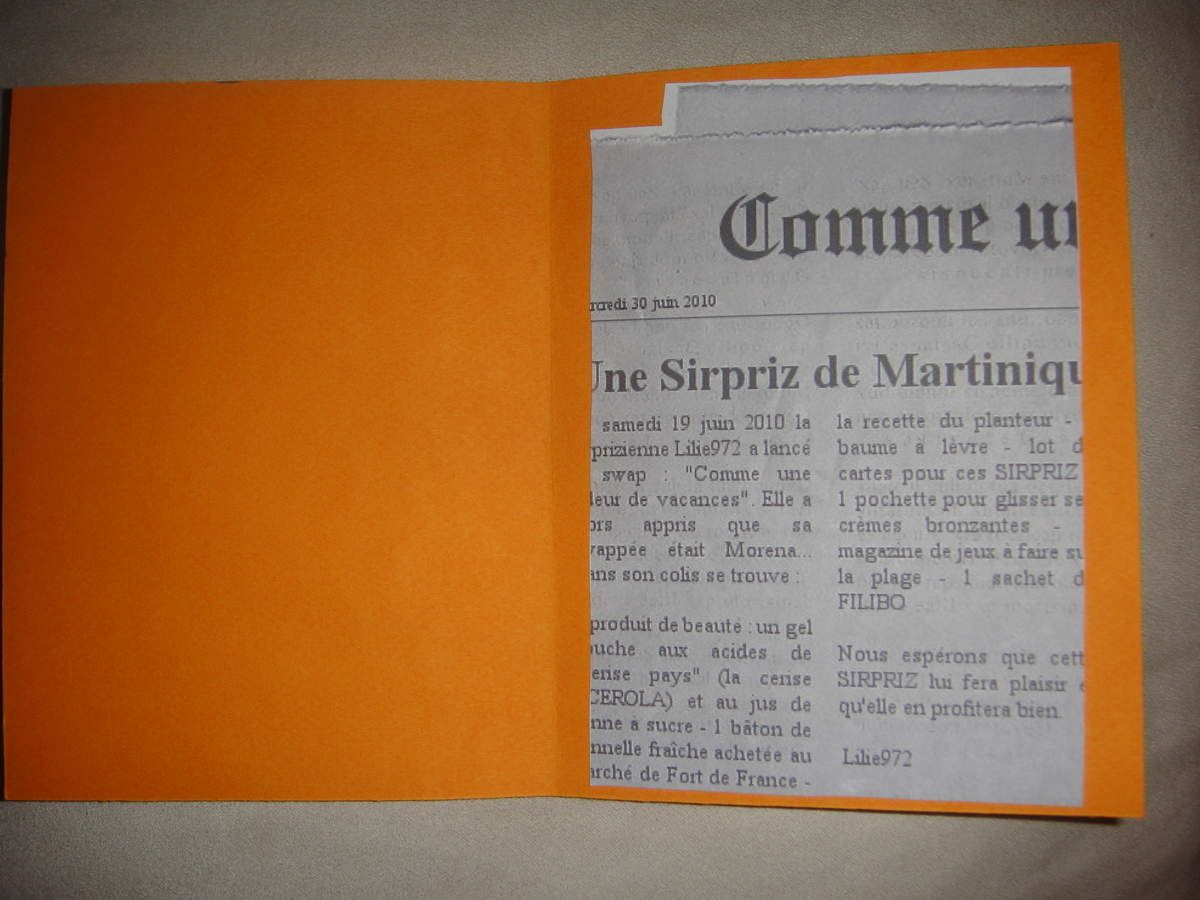 Comme un
rcredi 30 juin 2010
Une Sirpriz de Martiniqu
samedi 19 juin 2010 la
prizienne Lilie972 a lancé
swap : "Comme une
leur de vacances". Elle a
ors appris que sa
appée était Morena...
ans son colis se trouve :
produit de beauté : un gel
uche aux acides de
erise pays" (la cerise
CEROLA) et au jus de
nne à sucre - 1 bâton de
nnelle fraîche achetée au
arché de Fort de France -
la recette du planteur -
baume à lèvre - lot d
cartes pour ces SIRPRIZ
1 pochette pour glisser se
crèmes bronzantes -
magazine de jeux à faire su
la plage - 1 sachet d
FILIBO
Nous espérons que cett
SIRPRIZ lui fera plaisir e
qu'elle en profitera bien.
Lilie972